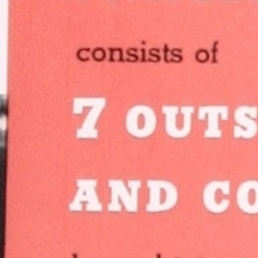 consists of
7 OUTS
AND CO